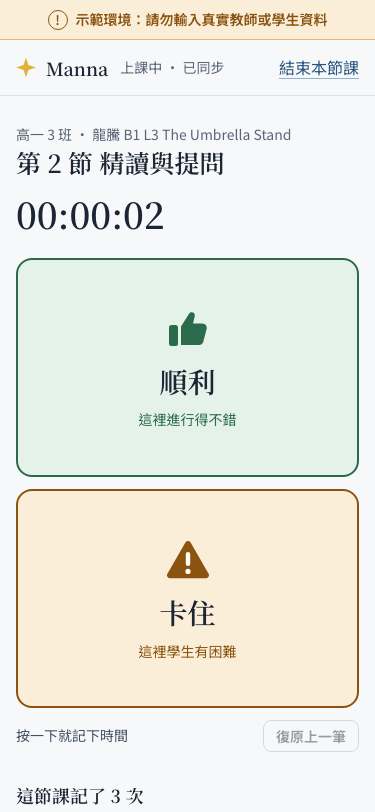 示範環境：請勿輸入真實教師或學生資料
Manna 上課中 · 已同步 結束本節課
高一 3 班 · 龍騰 B1 L3 The Umbrella Stand
第 2 節 精讀與提問
00:00:02
順利
這裡進行得不錯
卡住
這裡學生有困難
按一下就記下時間 復原上一筆
這節課記了 3 次